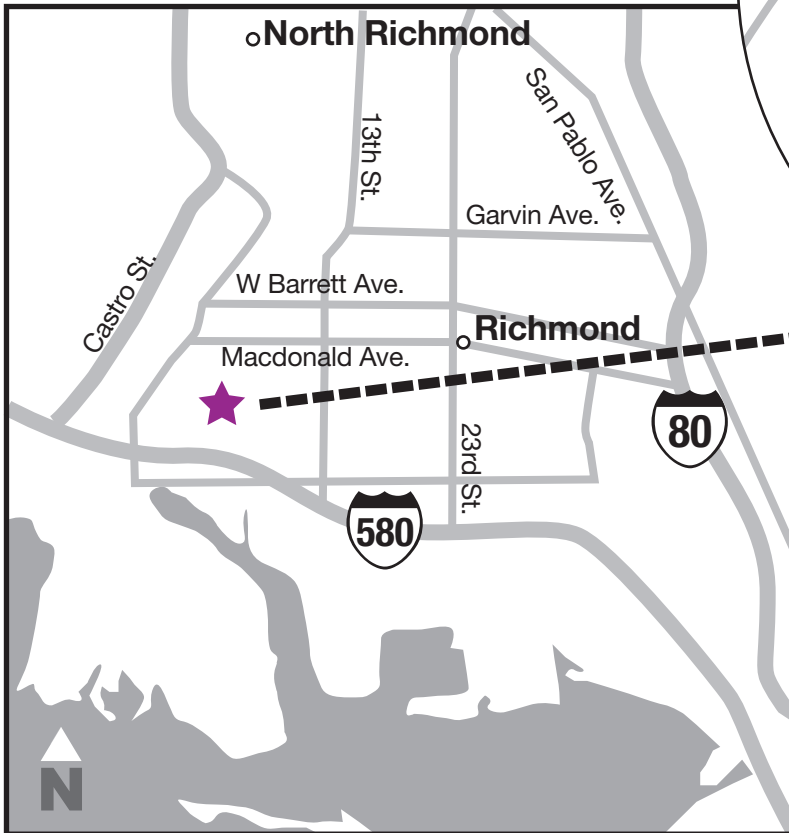 North Richmond
13th St.
San Pablo Ave.
Garvin Ave.
Castro St.
W Barrett Ave.
Richmond
Macdonald Ave.
80
23rd St.
580
N